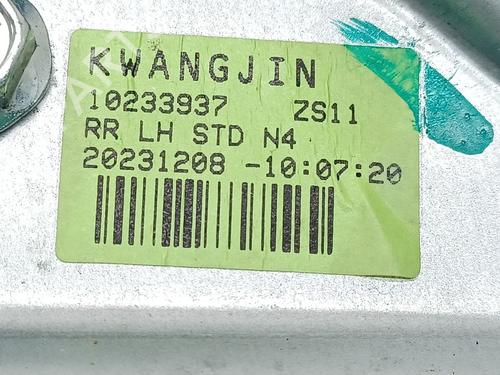 KWANGJIN
10233937 ZS11
RR LH STD N4
20231208 -10:07:20